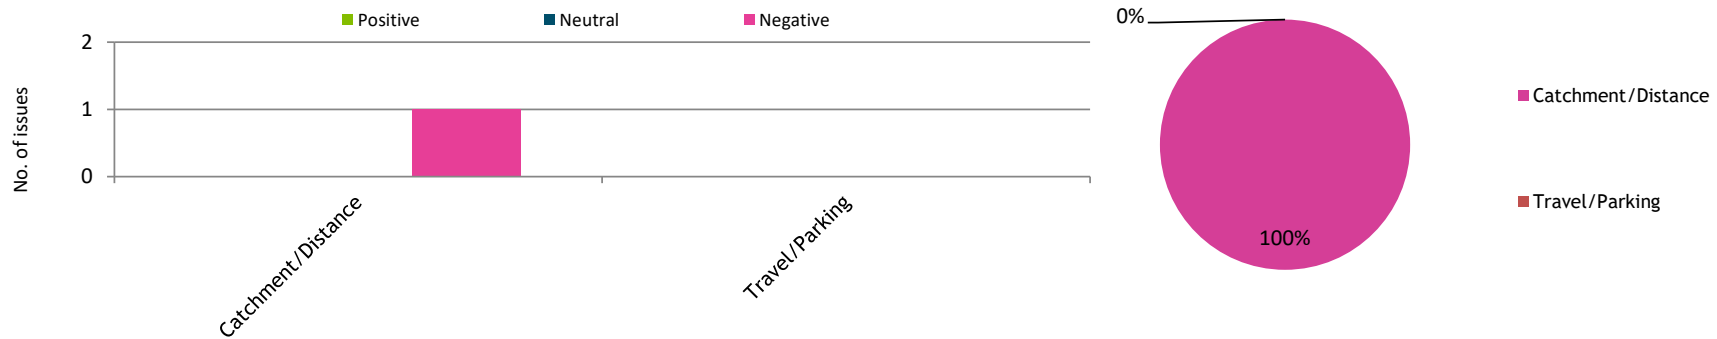 Positive
Neutral
Negative
No. of issues
2
1
0
Catchment/Distance
Travel/Parking
0%
100%
Catchment/Distance
Travel/Parking